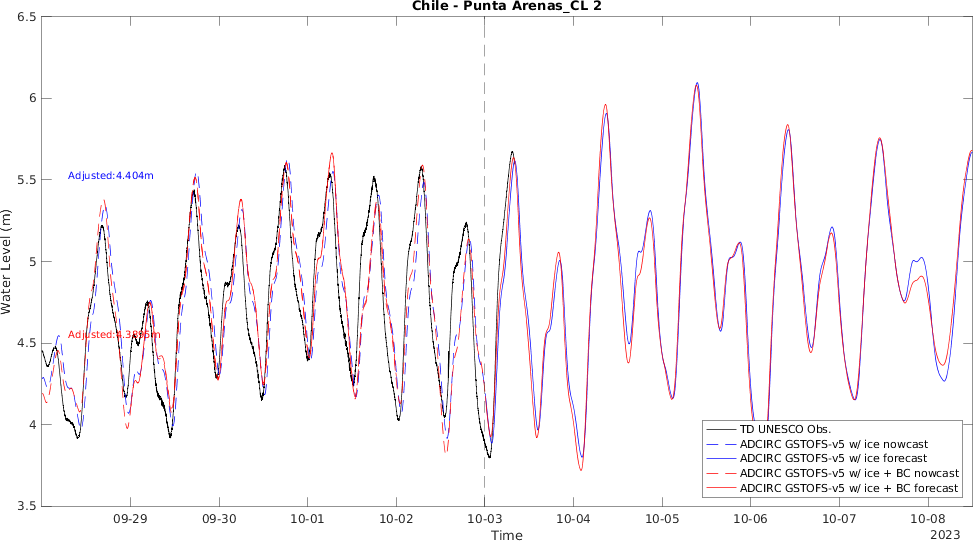 Chile - Punta Arenas_CL 2
6.5
6
5.5
5
4.5
4
3.5
Water Level (m)
Adjusted:4.404m
TD UNESCO Obs.
ADCIRC GSTOFS-v5 w/ ice nowcast
ADCIRC GSTOFS-v5 w/ ice forecast
ADCIRC GSTOFS-v5 w/ ice + BC nowcast
ADCIRC GSTOFS-v5 w/ ice + BC forecast
09-29 09-30 10-01 10-02 10-03 10-04 10-05 10-06 10-07 10-08
Time
2023